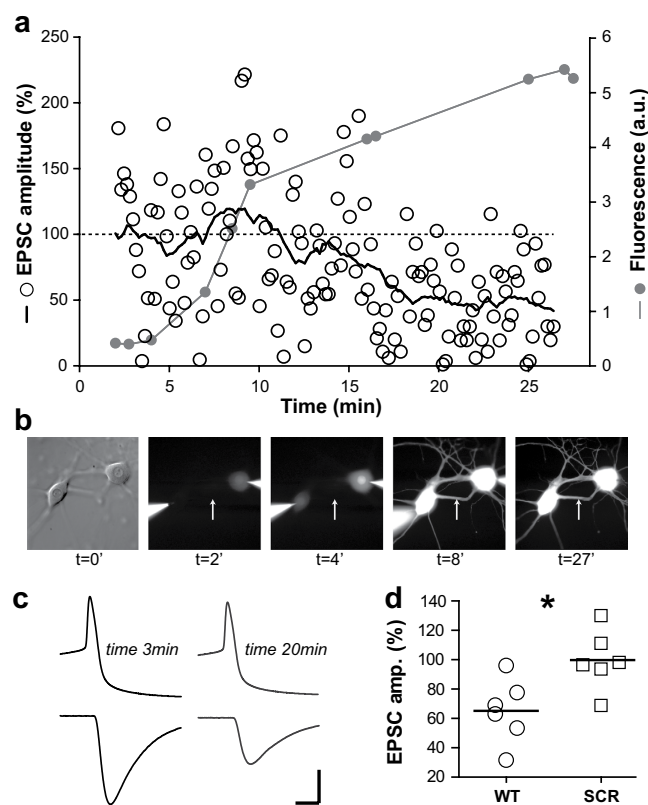 a
EPSC amplitude (%)
250
200
150
100
50
0
0 5 10 15 20 25
Time (min)
6
5
4
3
2
1
0
Fluorescence (a.u.)
b
t=0' t=2' t=4' t=8' t=27'
c
time 3min time 20min
d
*
EPSC amp. (%)
140
120
100
80
60
40
20
WT SCR